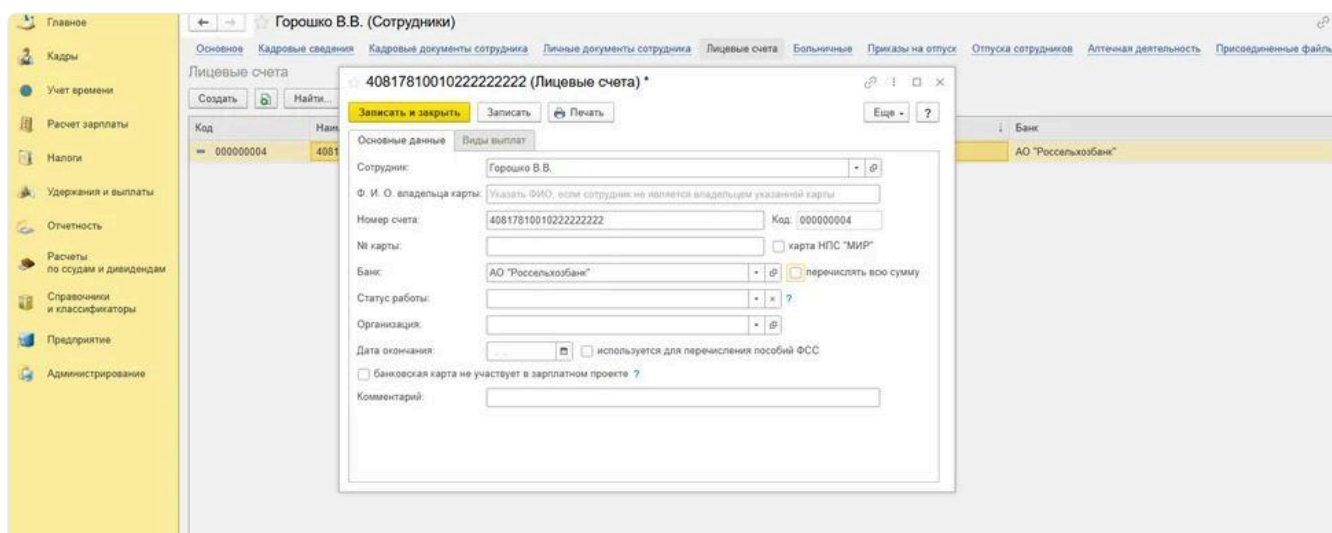 Главное
Кадры
Учет времени
Расчет зарплаты
Налоги
Удержания и выплаты
Отчетность
Расчеты
по ссудам и дивидендам
Справочники
и классификаторы
Предприятие
Администрирование
Горошко В.В. (Сотрудники)
Основное Кадровые сведения Кадровые документы сотрудника Личные документы сотрудника Лицевые счета Больничные Приказы на отпуск Отпуска сотрудников Аптечная деятельность Присоединенные файлы
Лицевые счета
Создать Найти...
Код Наим Банк
000000004 4081 АО "Россельхозбанк"
40817810010222222222 (Лицевые счета) *
Записать и закрыть Записать Печать Еще ?
Основные данные Виды выплат
Сотрудник: Горошко В.В.
Ф. И. О. владельца карты: Указать ФИО, если сотрудник не является владельцем указанной карты
Номер счета: 40817810010222222222 Код: 000000004
№ карты: карта НПС "МИР"
Банк: АО "Россельхозбанк" перечислять всю сумму
Статус работы: ?
Организация:
Дата окончания: используется для перечисления пособий ФСС
банковская карта не участвует в зарплатном проекте ?
Комментарий: